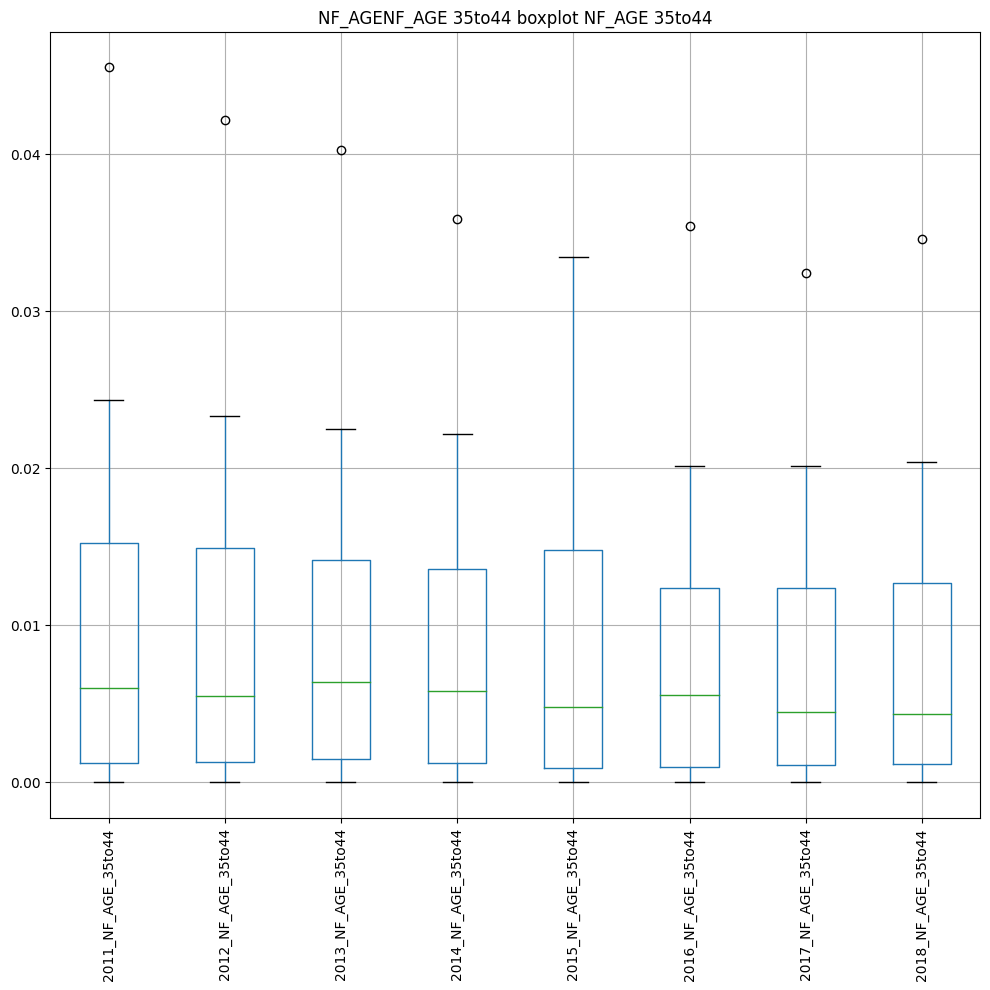 NF_AGENF_AGE 35to44 boxplot NF_AGE 35to44
0.04
0.03
0.02
0.01
0.00
2011_NF_AGE_35to44
2012_NF_AGE_35to44
2013_NF_AGE_35to44
2014_NF_AGE_35to44
2015_NF_AGE_35to44
2016_NF_AGE_35to44
2017_NF_AGE_35to44
2018_NF_AGE_35to44